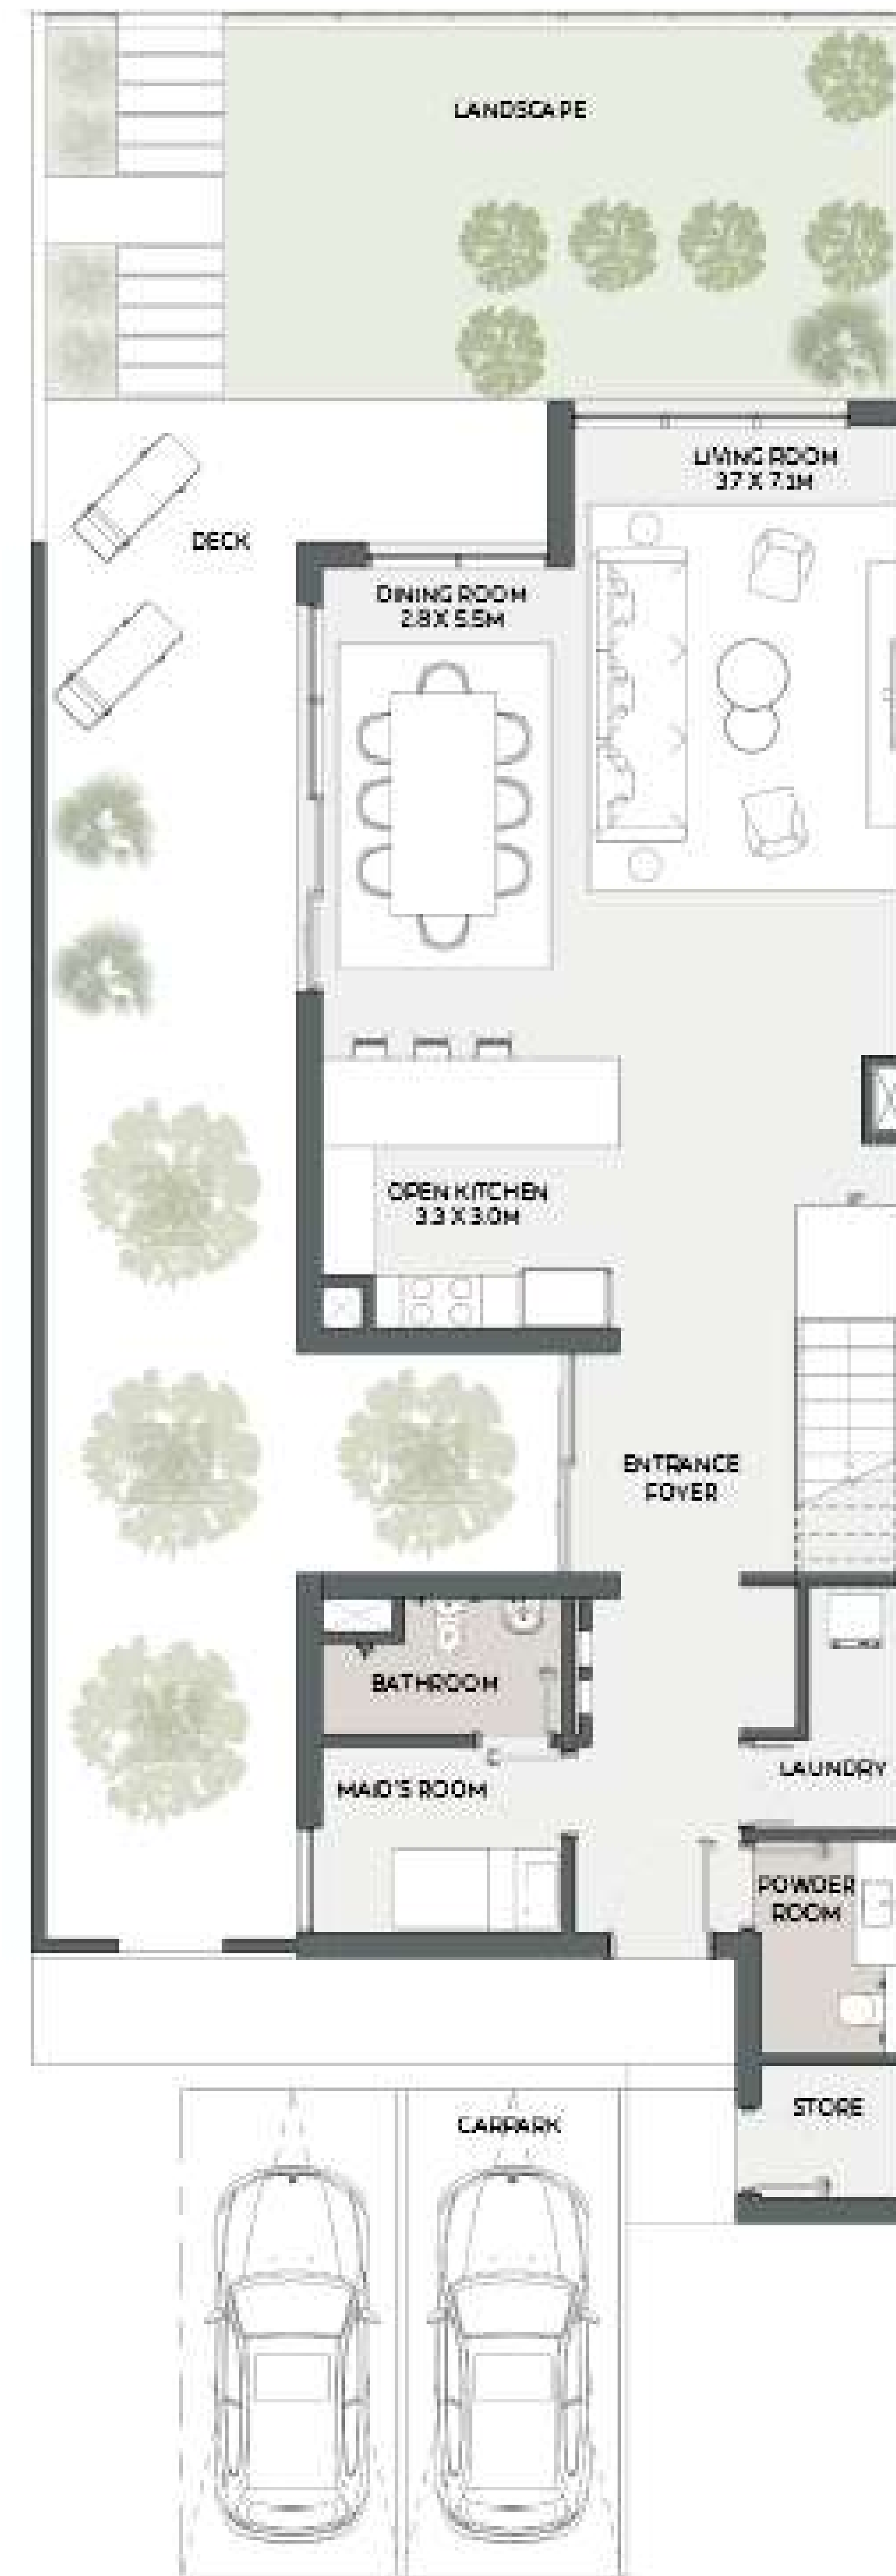 LANDSCAPE
LIVING ROOM
3.7 X 7.1M
DECK
DINING ROOM
2.8 X 5.5M
OPEN KITCHEN
3.3 X 3.0M
ENTRANCE
FOYER
BATHROOM
LAUNDRY
MAID'S ROOM
POWDER
ROOM
STORE
CARPARK